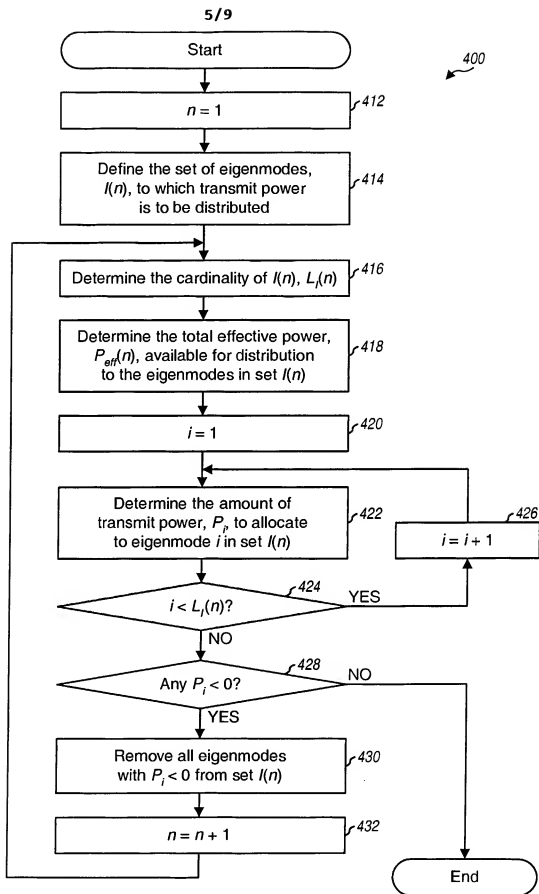 5/9
Start
400
n = 1
412
Define the set of eigenmodes,
I(n), to which transmit power
is to be distributed
414
Determine the cardinality of I(n), L_I(n)
416
Determine the total effective power,
P_eff(n), available for distribution
to the eigenmodes in set I(n)
418
i = 1
420
Determine the amount of
transmit power, P_i, to allocate
to eigenmode i in set I(n)
422
426
i = i + 1
424
i < L_I(n)?
YES
NO
428
Any P_i < 0?
NO
YES
Remove all eigenmodes
with P_i < 0 from set I(n)
430
n = n + 1
432
End